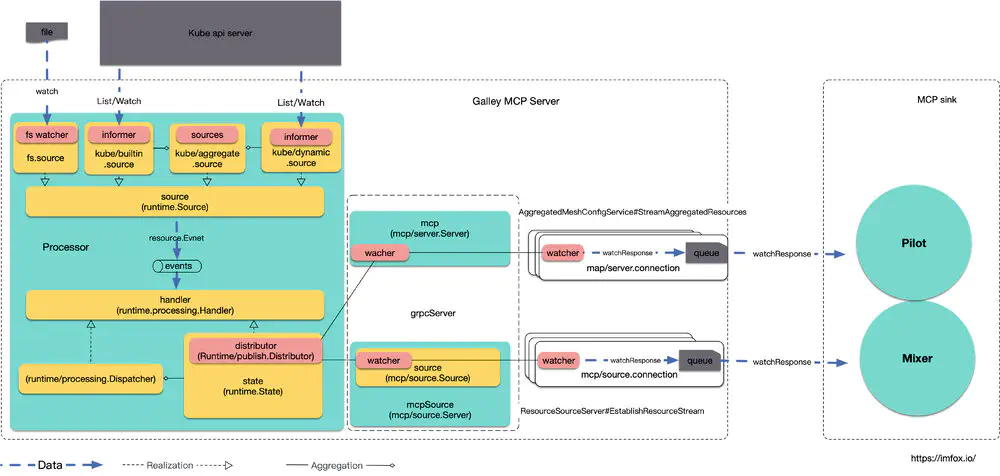 file
Kube api server
watch
List/Watch
List/Watch
Galley MCP Server
MCP sink
fs watcher
fs.source
informer
kube/builtin
.source
sources
kube/aggregate
.source
informer
kube/dynamic
.source
source
(runtime.Source)
resource.Evnet
Processor
events
handler
(runtime.processing.Handler)
distributor
(Runtime/publish.Distributor)
state
(runtime.State)
(runtime/processing.Dispatcher)
mcp
(mcp/server.Server)
wacher
grpcServer
watcher
source
(mcp/source.Source)
mcpSource
(mcp/source.Server)
AggregatedMeshConfigService#StreamAggregatedResources
watcher
watchResponse
queue
map/server.connection
watchResponse
watcher
watchResponse
queue
mcp/source.connection
watchResponse
ResourceSourceServer#EstablishResourceStream
Pilot
Mixer
https://imfox.io/
Data
Realization
Aggregation